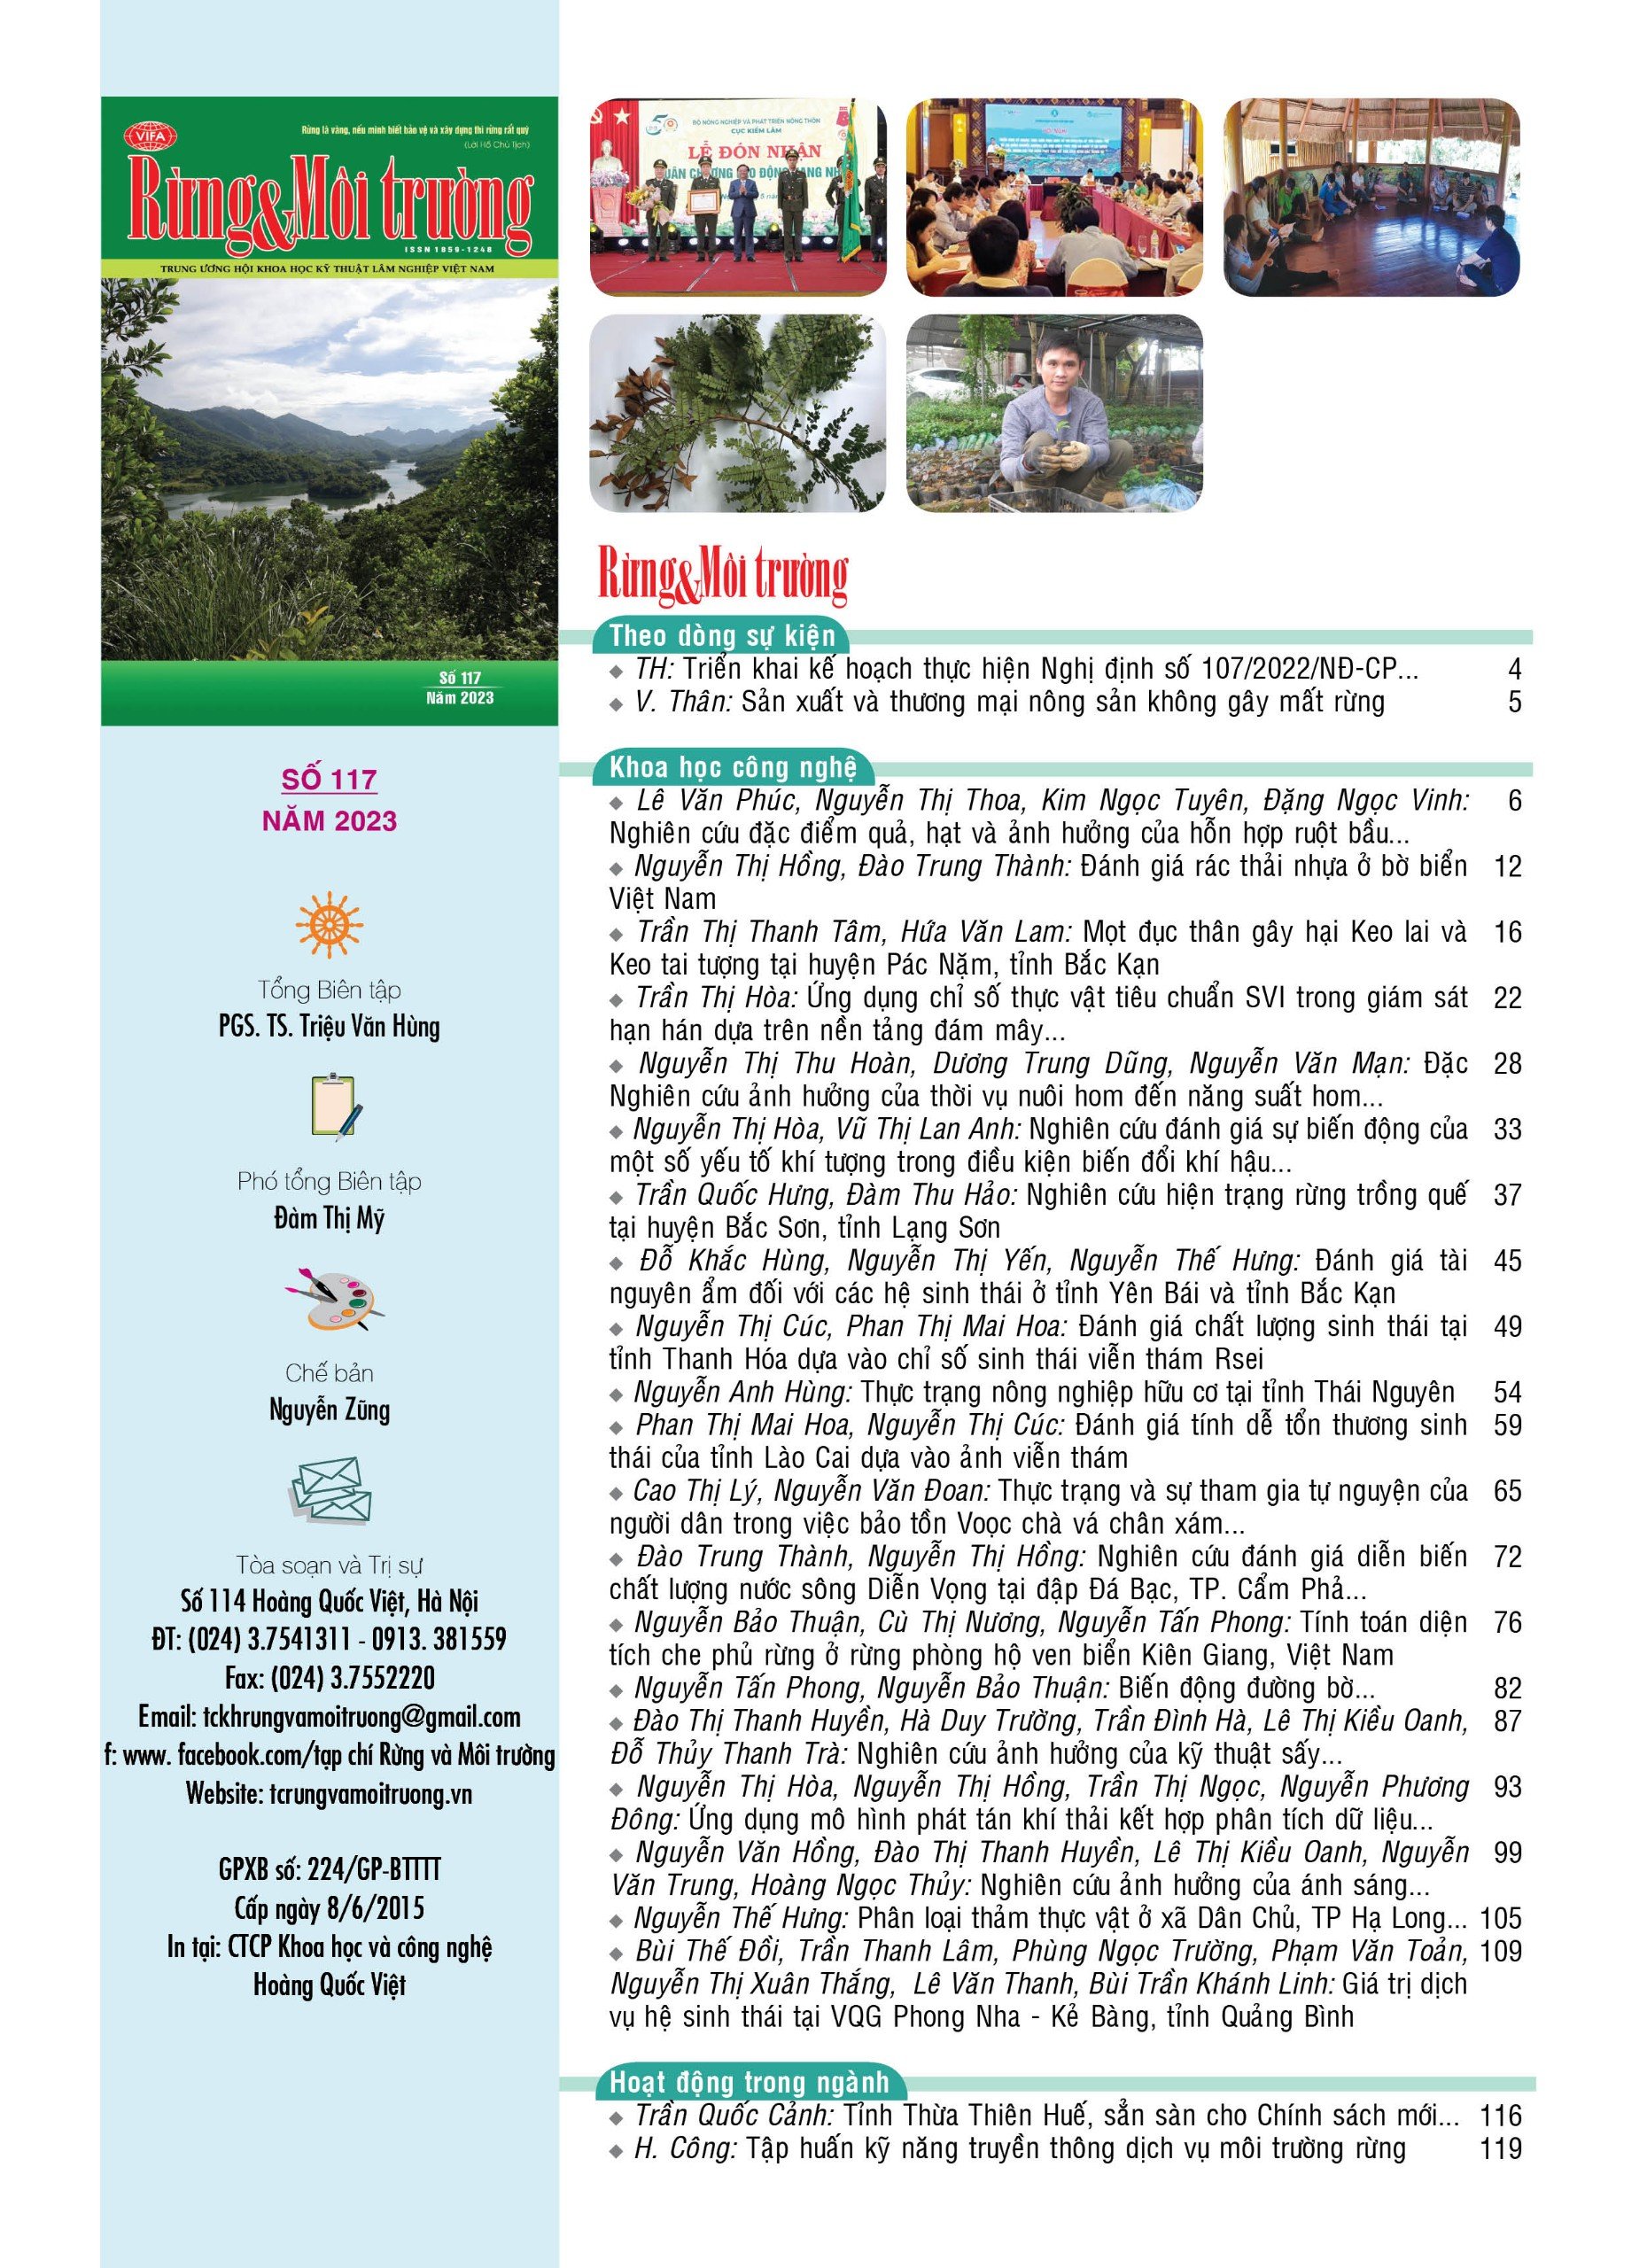 VIFA
Rừng là vàng, nếu mình biết bảo vệ và xây dựng thì rừng rất quý
(Lời Hồ Chủ Tịch)
Rừng&Môi trường
ISSN 1859-1248
TRUNG ƯƠNG HỘI KHOA HỌC KỸ THUẬT LÂM NGHIỆP VIỆT NAM
Số 117
Năm 2023
SỐ 117
NĂM 2023
Tổng Biên tập
PGS. TS. Triệu Văn Hùng
Phó tổng Biên tập
Đàm Thị Mỹ
Chế bản
Nguyễn Zũng
Tòa soạn và Trị sự
Số 114 Hoàng Quốc Việt, Hà Nội
ĐT: (024) 3.7541311 - 0913. 381559
Fax: (024) 3.7552220
Email: tckhrungvamoitruong@gmail.com
f: www. facebook.com/tạp chí Rừng và Môi trường
Website: tcrungvamoitruong.vn
GPXB số: 224/GP-BTTTT
Cấp ngày 8/6/2015
In tại: CTCP Khoa học và công nghệ
Hoàng Quốc Việt
BỘ NÔNG NGHIỆP VÀ PHÁT TRIỂN NÔNG THÔN
CỤC KIỂM LÂM
LỄ ĐÓN NHẬN
Rừng&Môi trường
Theo dòng sự kiện
◆ TH: Triển khai kế hoạch thực hiện Nghị định số 107/2022/NĐ-CP... 4
◆ V. Thân: Sản xuất và thương mại nông sản không gây mất rừng 5
Khoa học công nghệ
◆ Lê Văn Phúc, Nguyễn Thị Thoa, Kim Ngọc Tuyên, Đặng Ngọc Vinh: 6
Nghiên cứu đặc điểm quả, hạt và ảnh hưởng của hỗn hợp ruột bầu...
◆ Nguyễn Thị Hồng, Đào Trung Thành: Đánh giá rác thải nhựa ở bờ biển 12
Việt Nam
◆ Trần Thị Thanh Tâm, Hứa Văn Lam: Mọt đục thân gây hại Keo lai và 16
Keo tai tượng tại huyện Pác Nặm, tỉnh Bắc Kạn
◆ Trần Thị Hòa: Ứng dụng chỉ số thực vật tiêu chuẩn SVI trong giám sát 22
hạn hán dựa trên nền tảng đám mây...
◆ Nguyễn Thị Thu Hoàn, Dương Trung Dũng, Nguyễn Văn Mạn: Đặc 28
Nghiên cứu ảnh hưởng của thời vụ nuôi hom đến năng suất hom...
◆ Nguyễn Thị Hòa, Vũ Thị Lan Anh: Nghiên cứu đánh giá sự biến động của 33
một số yếu tố khí tượng trong điều kiện biến đổi khí hậu...
◆ Trần Quốc Hưng, Đàm Thu Hảo: Nghiên cứu hiện trạng rừng trồng quế 37
tại huyện Bắc Sơn, tỉnh Lạng Sơn
◆ Đỗ Khắc Hùng, Nguyễn Thị Yến, Nguyễn Thế Hưng: Đánh giá tài 45
nguyên ẩm đối với các hệ sinh thái ở tỉnh Yên Bái và tỉnh Bắc Kạn
◆ Nguyễn Thị Cúc, Phan Thị Mai Hoa: Đánh giá chất lượng sinh thái tại 49
tỉnh Thanh Hóa dựa vào chỉ số sinh thái viễn thám Rsei
◆ Nguyễn Anh Hùng: Thực trạng nông nghiệp hữu cơ tại tỉnh Thái Nguyên 54
◆ Phan Thị Mai Hoa, Nguyễn Thị Cúc: Đánh giá tính dễ tổn thương sinh 59
thái của tỉnh Lào Cai dựa vào ảnh viễn thám
◆ Cao Thị Lý, Nguyễn Văn Đoan: Thực trạng và sự tham gia tự nguyện của 65
người dân trong việc bảo tồn Voọc chà vá chân xám...
◆ Đào Trung Thành, Nguyễn Thị Hồng: Nghiên cứu đánh giá diễn biến 72
chất lượng nước sông Diễn Vọng tại đập Đá Bạc, TP. Cẩm Phả...
◆ Nguyễn Bảo Thuận, Cù Thị Nương, Nguyễn Tấn Phong: Tính toán diện 76
tích che phủ rừng ở rừng phòng hộ ven biển Kiên Giang, Việt Nam
◆ Nguyễn Tấn Phong, Nguyễn Bảo Thuận: Biến động đường bờ... 82
◆ Đào Thị Thanh Huyền, Hà Duy Trường, Trần Đình Hà, Lê Thị Kiều Oanh, 87
Đỗ Thủy Thanh Trà: Nghiên cứu ảnh hưởng của kỹ thuật sấy...
◆ Nguyễn Thị Hòa, Nguyễn Thị Hồng, Trần Thị Ngọc, Nguyễn Phương 93
Đông: Ứng dụng mô hình phát tán khí thải kết hợp phân tích dữ liệu...
◆ Nguyễn Văn Hồng, Đào Thị Thanh Huyền, Lê Thị Kiều Oanh, Nguyễn 99
Văn Trung, Hoàng Ngọc Thủy: Nghiên cứu ảnh hưởng của ánh sáng...
◆ Nguyễn Thế Hưng: Phân loại thảm thực vật ở xã Dân Chủ, TP Hạ Long... 105
◆ Bùi Thế Đồi, Trần Thanh Lâm, Phùng Ngọc Trường, Phạm Văn Toản, 109
Nguyễn Thị Xuân Thắng, Lê Văn Thanh, Bùi Trần Khánh Linh: Giá trị dịch
vụ hệ sinh thái tại VQG Phong Nha - Kẻ Bàng, tỉnh Quảng Bình
Hoạt động trong ngành
◆ Trần Quốc Cảnh: Tỉnh Thừa Thiên Huế, sẵn sàn cho Chính sách mới... 116
◆ H. Công: Tập huấn kỹ năng truyền thông dịch vụ môi trường rừng 119